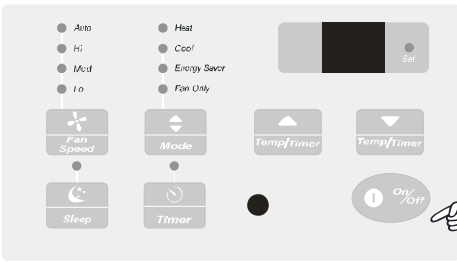 Auto
Hi
Med
Lo
Heat
Cool
Energy Saver
Fan Only
Set
Fan
Speed
Mode
Temp/Timer
Temp/Timer
Sleep
Timer
On/
Off